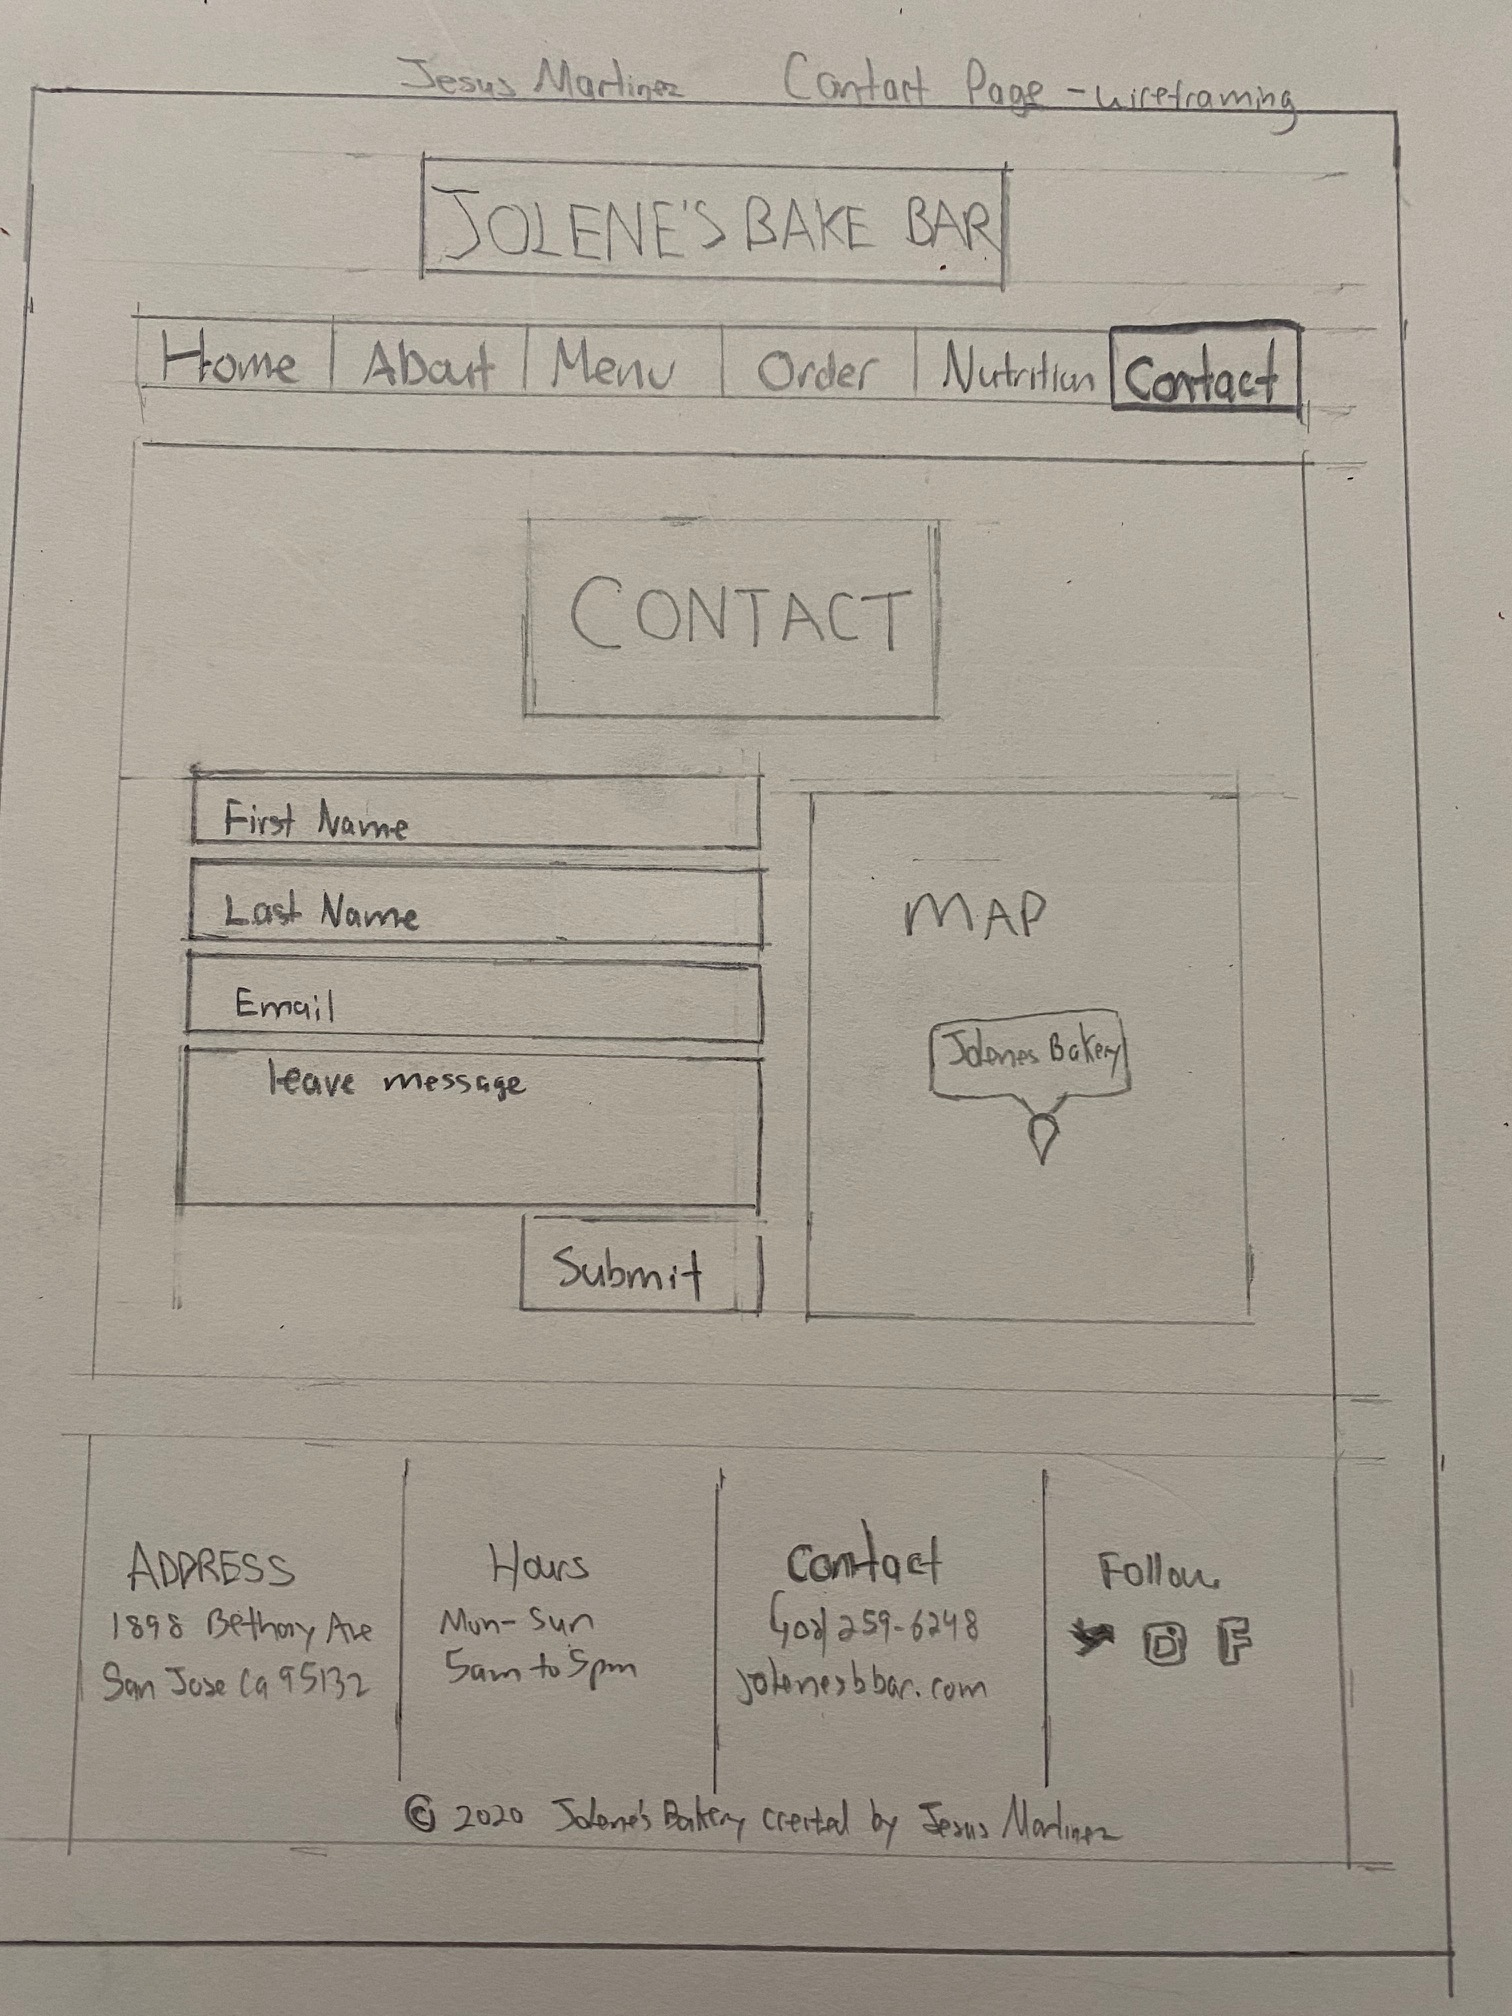 Jesus Martinez Contact Page - wireframing
JOLENE'S BAKE BAR
Home About Menu Order Nutrition Contact
CONTACT
First Name
Last Name
Email
leave message
Submit
MAP
Jolenes Bakery
ADDRESS
1898 Bethany Ave
San Jose Ca 95132
Hours
Mon-Sun
5am to 5pm
Contact
(408) 259-6248
jolenesbbar.com
Follow
© 2020 Jolene's Bakery created by Jesus Martinez